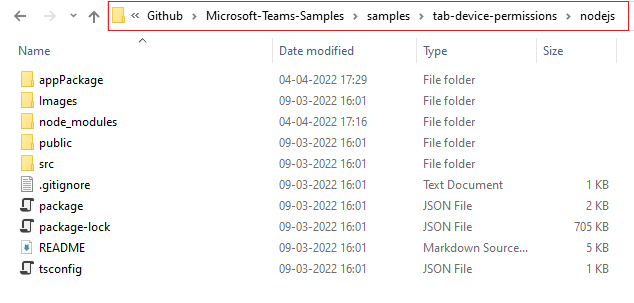 « Github › Microsoft-Teams-Samples › samples › tab-device-permissions › nodejs
Name Date modified Type Size
appPackage 04-04-2022 17:29 File folder
Images 09-03-2022 16:01 File folder
node_modules 04-04-2022 17:16 File folder
public 09-03-2022 16:01 File folder
src 09-03-2022 16:01 File folder
.gitignore 09-03-2022 16:01 Text Document 1 KB
package 09-03-2022 16:01 JSON File 2 KB
package-lock 09-03-2022 16:01 JSON File 705 KB
README 09-03-2022 16:01 Markdown Source... 5 KB
tsconfig 09-03-2022 16:01 JSON File 1 KB